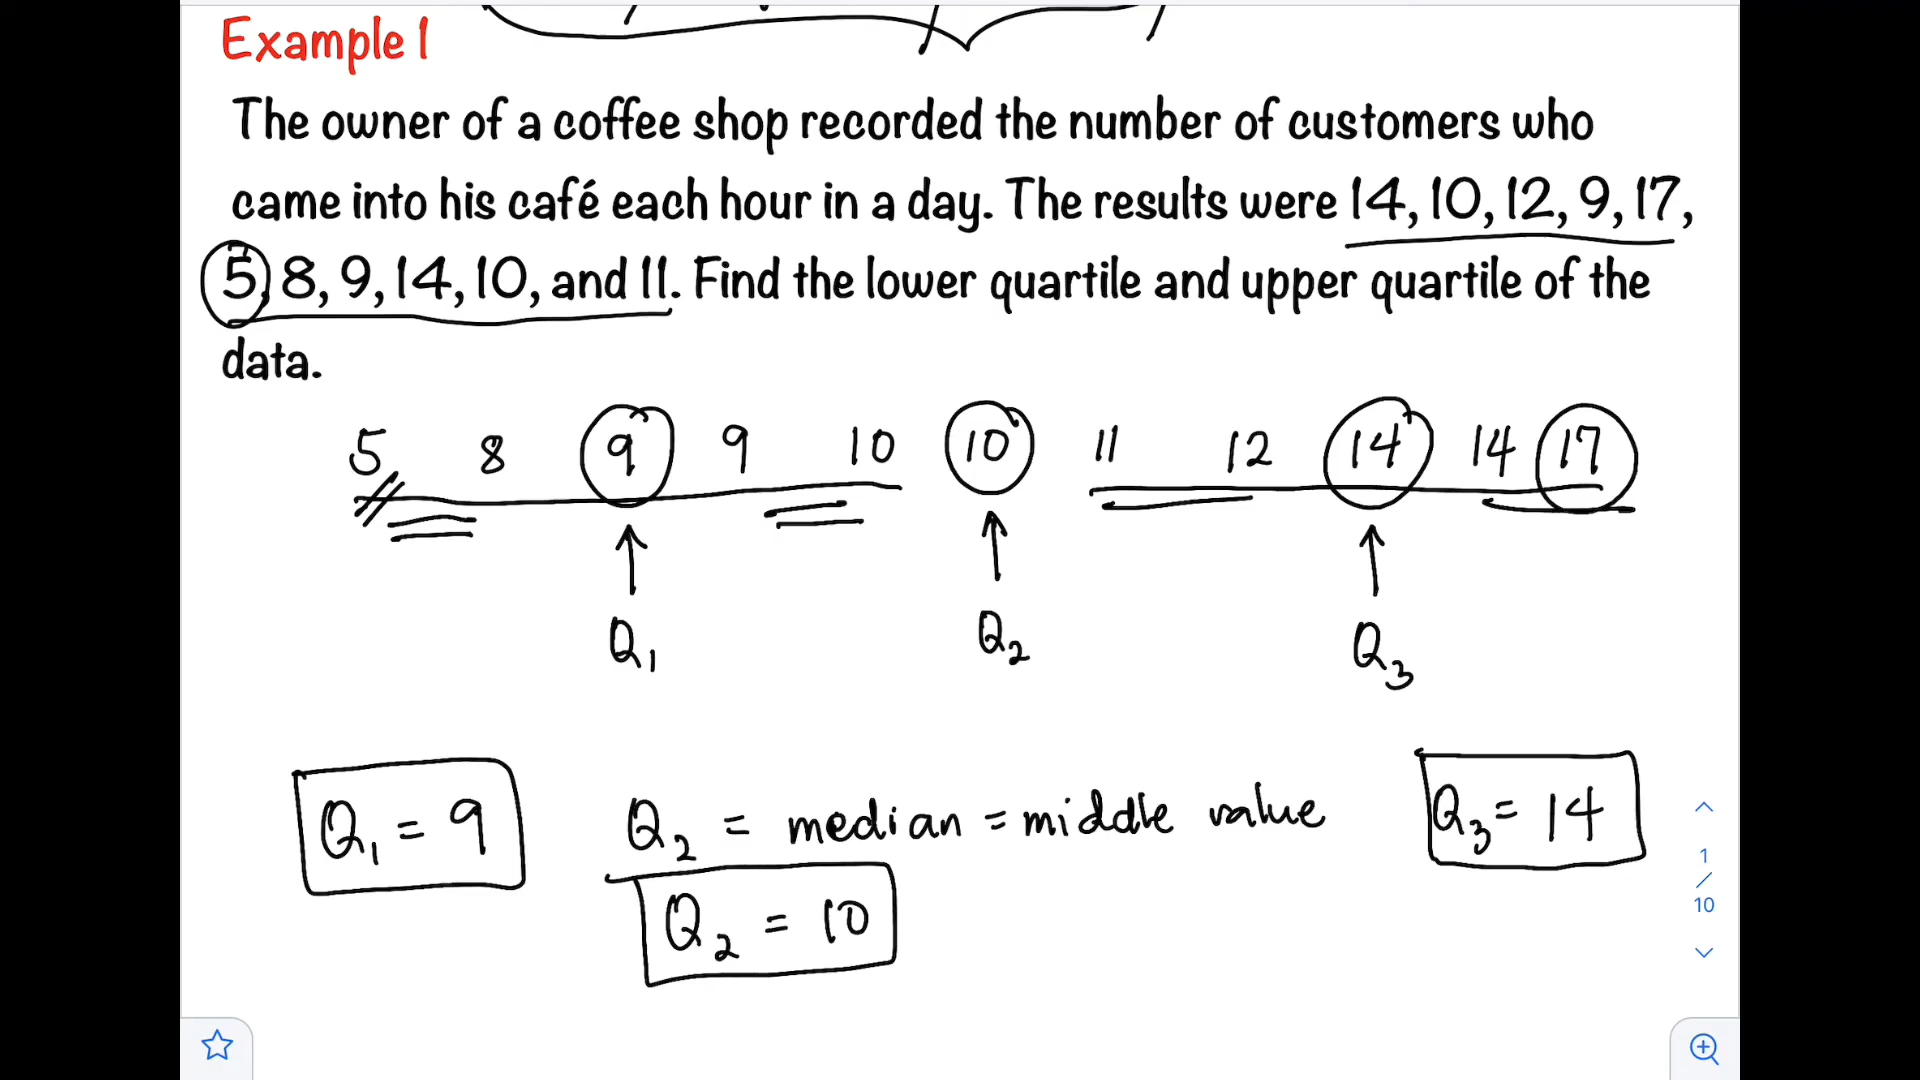 Example 1
The owner of a coffee shop recorded the number of customers who
came into his café each hour in a day. The results were 14, 10, 12, 9, 17,
5, 8, 9, 14, 10, and 11. Find the lower quartile and upper quartile of the
data.
5 8 9 9 10 10 11 12 14 14 17
Q₁ Q₂ Q₃
Q₁ = 9 Q₂ = median = middle value Q₃ = 14
Q₂ = 10
1
/
10